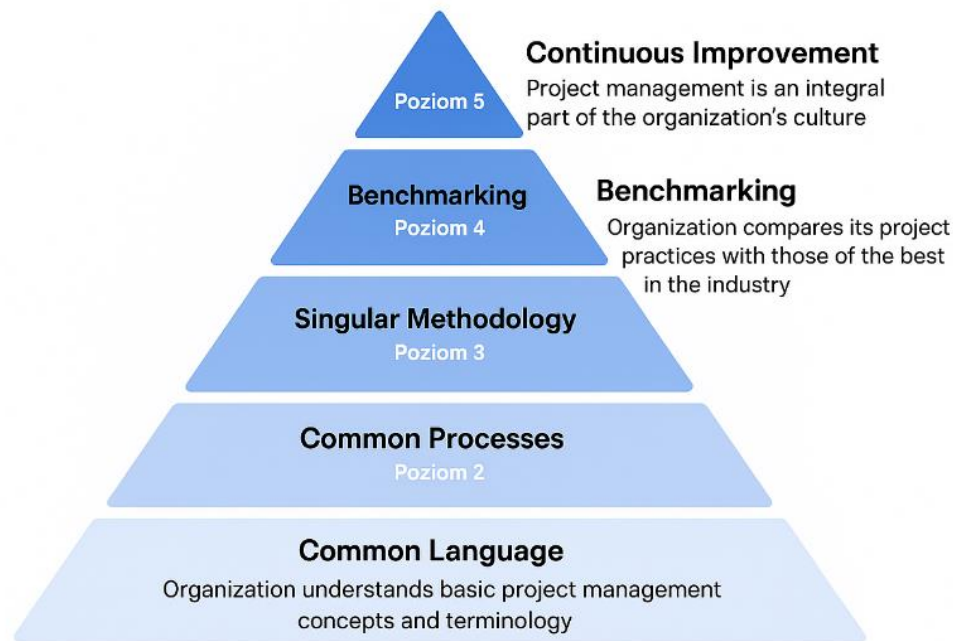 Continuous Improvement
Project management is an integral
part of the organization's culture
Poziom 5
Benchmarking
Poziom 4
Benchmarking
Organization compares its project
practices with those of the best
in the industry
Singular Methodology
Poziom 3
Common Processes
Poziom 2
Common Language
Organization understands basic project management
concepts and terminology